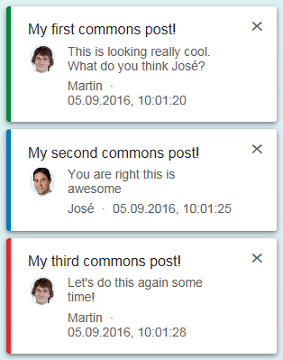 My first commons post!
This is looking really cool.
What do you think José?
Martin ·
05.09.2016, 10:01:20
My second commons post!
You are right this is
awesome
José · 05.09.2016, 10:01:25
My third commons post!
Let's do this again some
time!
Martin ·
05.09.2016, 10:01:28